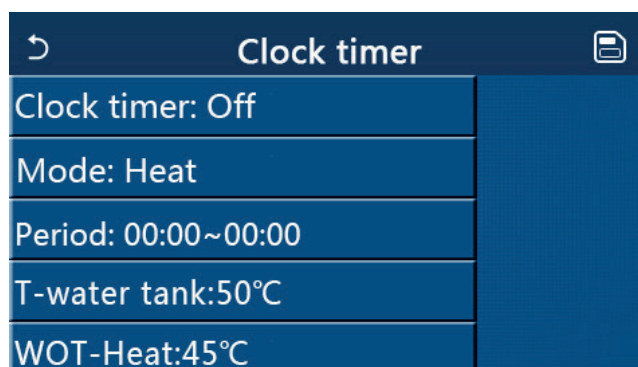 Clock timer
Clock timer: Off
Mode: Heat
Period: 00:00~00:00
T-water tank:50℃
WOT-Heat:45℃